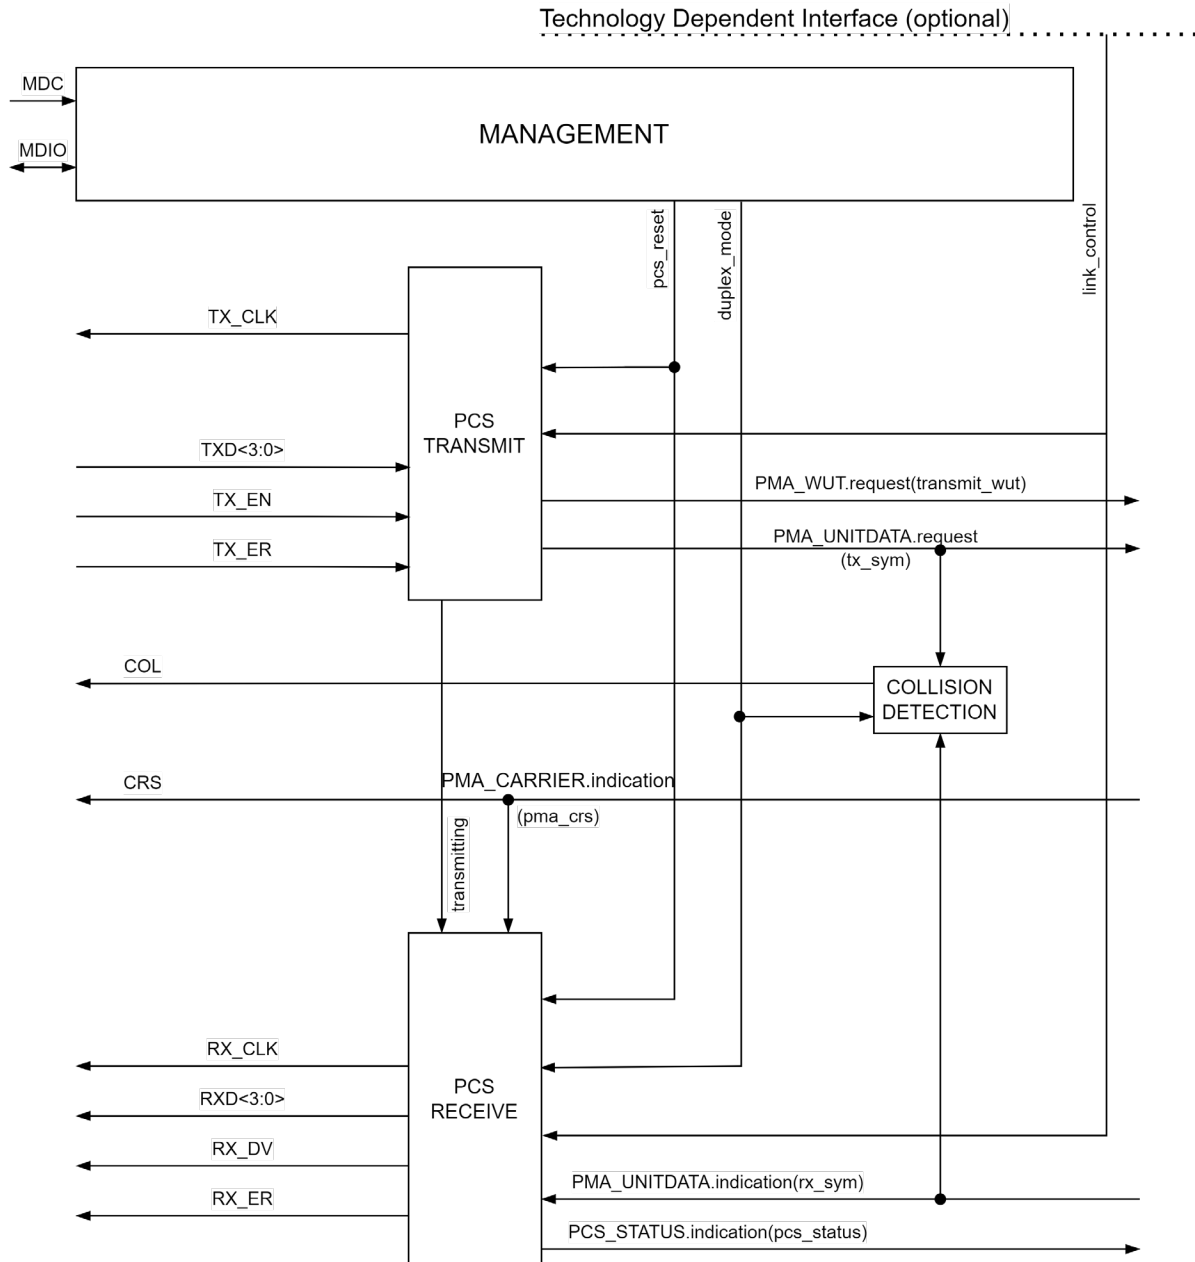 Technology Dependent Interface (optional)
MDC
MANAGEMENT
MDIO
pcs_reset
duplex_mode
link_control
TX_CLK
PCS
TRANSMIT
TXD<3:0>
TX_EN
PMA_WUT.request(transmit_wut)
TX_ER
PMA_UNITDATA.request
(tx_sym)
COL
COLLISION
DETECTION
CRS
PMA_CARRIER.indication
(pma_crs)
transmitting
RX_CLK
PCS
RECEIVE
RXD<3:0>
RX_DV
RX_ER
PMA_UNITDATA.indication(rx_sym)
PCS_STATUS.indication(pcs_status)